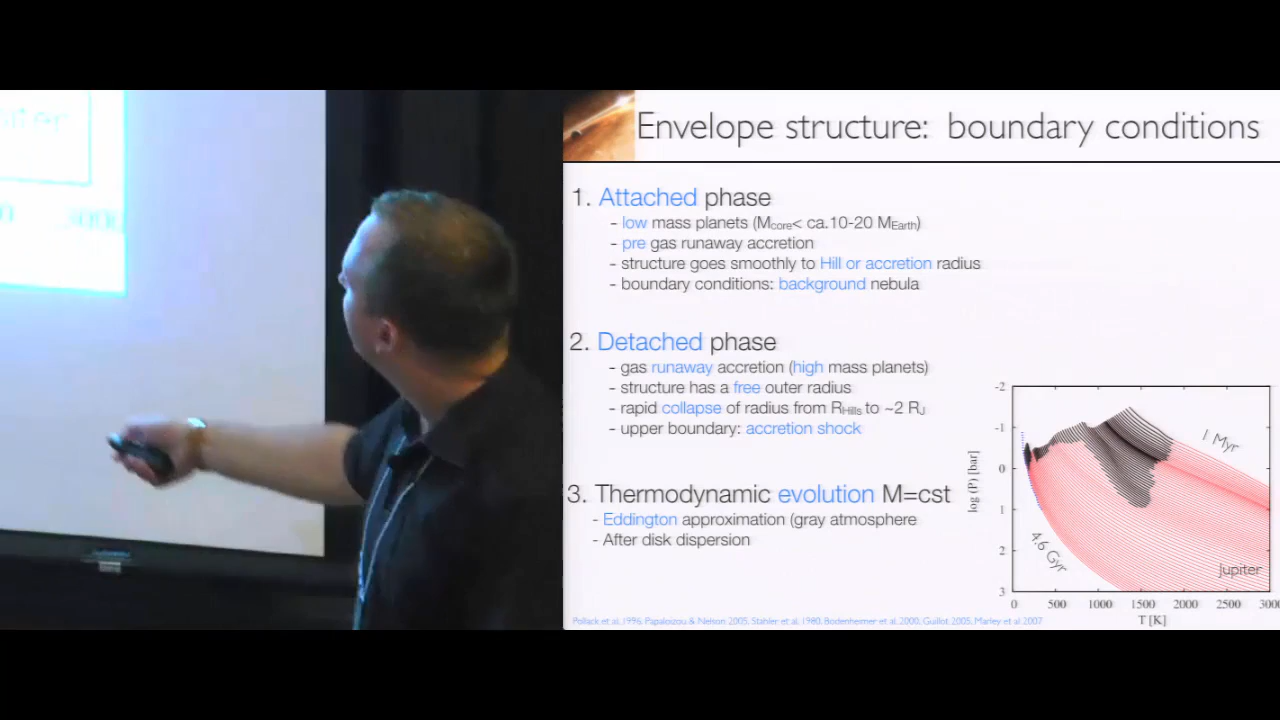 Envelope structure: boundary conditions
1. Attached phase
- low mass planets (Mcore< ca.10-20 MEarth)
- pre gas runaway accretion
- structure goes smoothly to Hill or accretion radius
- boundary conditions: background nebula
2. Detached phase
- gas runaway accretion (high mass planets)
- structure has a free outer radius
- rapid collapse of radius from RHills to ~2 RJ
- upper boundary: accretion shock
3. Thermodynamic evolution M=cst
- Eddington approximation (gray atmosphere
- After disk dispersion
-2
-1
0
1
2
3
log (P) [bar]
1 Myr
4.6 Gyr
Jupiter
0 500 1000 1500 2000 2500 3000
T [K]
Pollack et al. 1996, Papaloizou & Nelson 2005, Stahler et al. 1980, Bodenheimer et al. 2000, Guillot 2005, Marley et al 2007